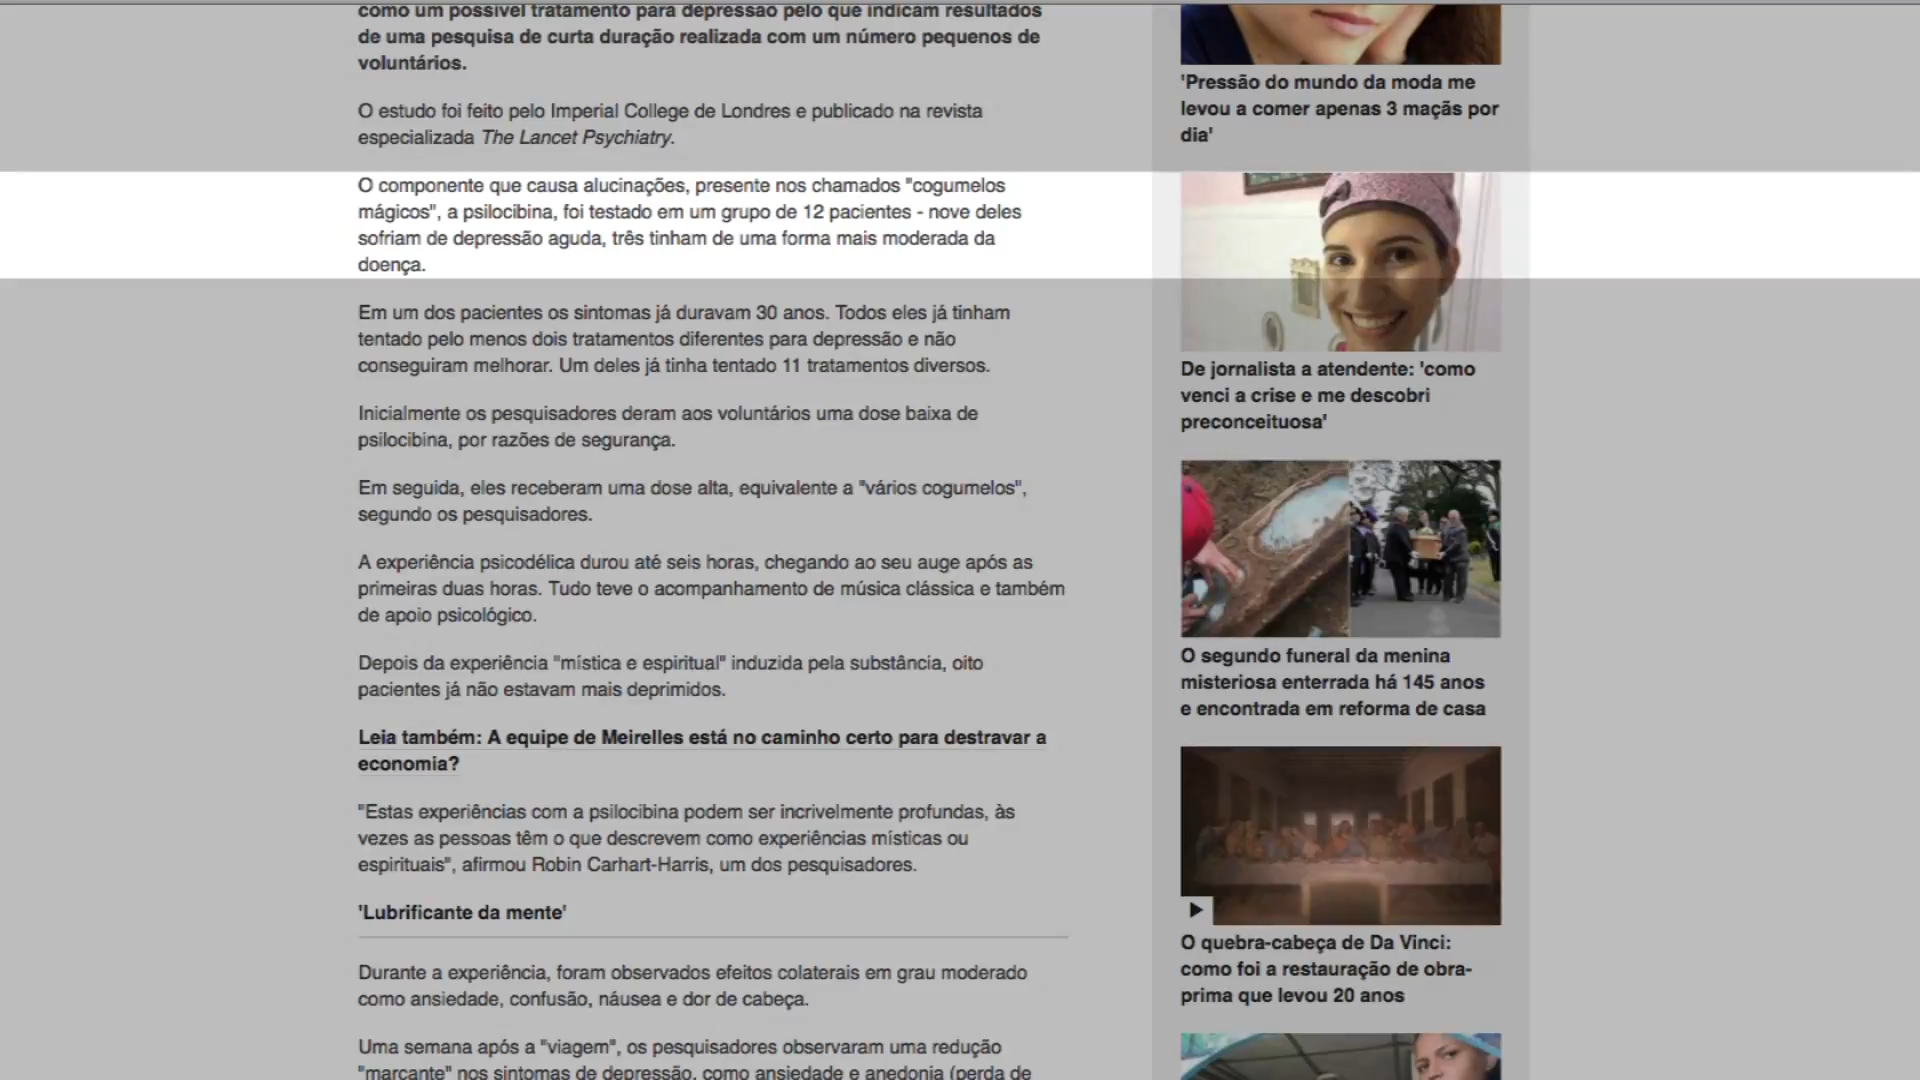 como um possível tratamento para depressão pelo que indicam resultados
de uma pesquisa de curta duração realizada com um número pequenos de
voluntários.
O estudo foi feito pelo Imperial College de Londres e publicado na revista
especializada The Lancet Psychiatry.
O componente que causa alucinações, presente nos chamados "cogumelos
mágicos", a psilocibina, foi testado em um grupo de 12 pacientes - nove deles
sofriam de depressão aguda, três tinham de uma forma mais moderada da
doença.
Em um dos pacientes os sintomas já duravam 30 anos. Todos eles já tinham
tentado pelo menos dois tratamentos diferentes para depressão e não
conseguiram melhorar. Um deles já tinha tentado 11 tratamentos diversos.
Inicialmente os pesquisadores deram aos voluntários uma dose baixa de
psilocibina, por razões de segurança.
Em seguida, eles receberam uma dose alta, equivalente a "vários cogumelos",
segundo os pesquisadores.
A experiência psicodélica durou até seis horas, chegando ao seu auge após as
primeiras duas horas. Tudo teve o acompanhamento de música clássica e também
de apoio psicológico.
Depois da experiência "mística e espiritual" induzida pela substância, oito
pacientes já não estavam mais deprimidos.
Leia também: A equipe de Meirelles está no caminho certo para destravar a
economia?
"Estas experiências com a psilocibina podem ser incrivelmente profundas, às
vezes as pessoas têm o que descrevem como experiências místicas ou
espirituais", afirmou Robin Carhart-Harris, um dos pesquisadores.
'Lubrificante da mente'
Durante a experiência, foram observados efeitos colaterais em grau moderado
como ansiedade, confusão, náusea e dor de cabeça.
Uma semana após a "viagem", os pesquisadores observaram uma redução
"marcante" nos sintomas de depressão, como ansiedade e anedonia (perda de
'Pressão do mundo da moda me
levou a comer apenas 3 maçãs por
dia'
De jornalista a atendente: 'como
venci a crise e me descobri
preconceituosa'
O segundo funeral da menina
misteriosa enterrada há 145 anos
e encontrada em reforma de casa
O quebra-cabeça de Da Vinci:
como foi a restauração de obra-
prima que levou 20 anos